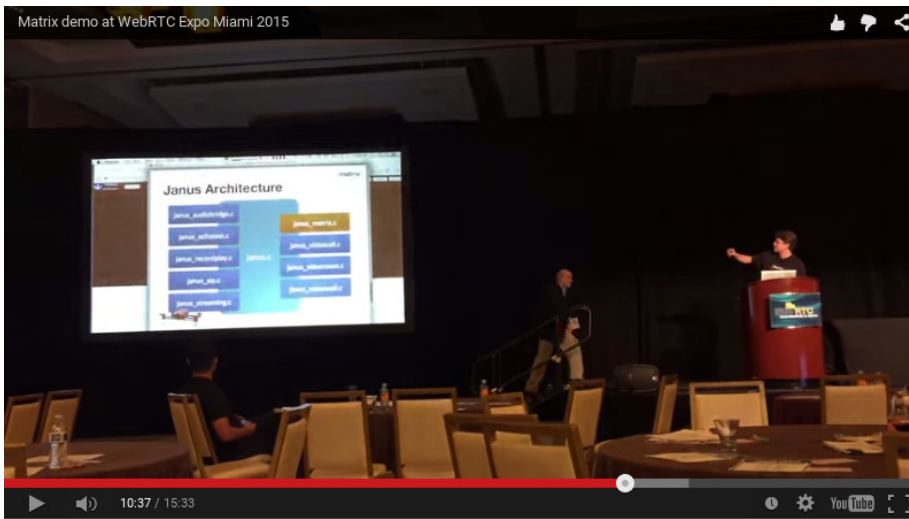 Matrix demo at WebRTC Expo Miami 2015
matrix
Janus Architecture
janus_audiobridge.c
janus_echotest.c
janus_recordplay.c
janus_sip.c
janus_streaming.c
janus.c
janus_matrix.c
janus_videocall.c
janus_videoroom.c
janus_voicemail.c
RTC
10:37 / 15:33
YouTube